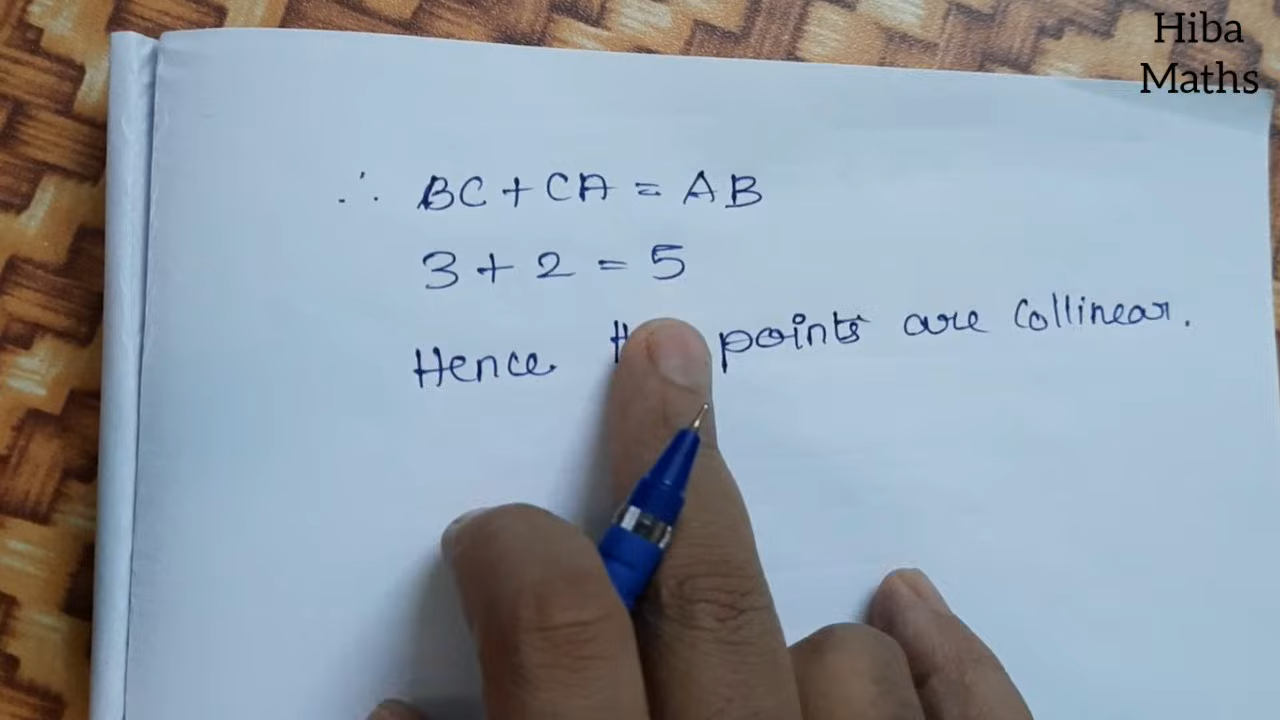 Hiba
Maths
∴ BC + CA = AB
3 + 2 = 5
Hence points are Collinear.